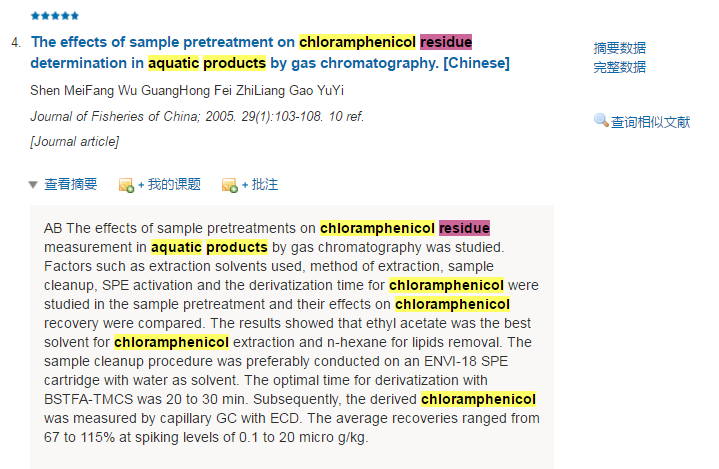 ★★★★★
4. The effects of sample pretreatment on chloramphenicol residue
determination in aquatic products by gas chromatography. [Chinese]
Shen MeiFang Wu GuangHong Fei ZhiLiang Gao YuYi
Journal of Fisheries of China; 2005. 29(1):103-108. 10 ref.
[Journal article]
▼ 查看摘要 + 我的课题 + 批注
AB The effects of sample pretreatments on chloramphenicol residue
measurement in aquatic products by gas chromatography was studied.
Factors such as extraction solvents used, method of extraction, sample
cleanup, SPE activation and the derivatization time for chloramphenicol were
studied in the sample pretreatment and their effects on chloramphenicol
recovery were compared. The results showed that ethyl acetate was the best
solvent for chloramphenicol extraction and n-hexane for lipids removal. The
sample cleanup procedure was preferably conducted on an ENVI-18 SPE
cartridge with water as solvent. The optimal time for derivatization with
BSTFA-TMCS was 20 to 30 min. Subsequently, the derived chloramphenicol
was measured by capillary GC with ECD. The average recoveries ranged from
67 to 115% at spiking levels of 0.1 to 20 micro g/kg.
摘要数据
完整数据
查询相似文献